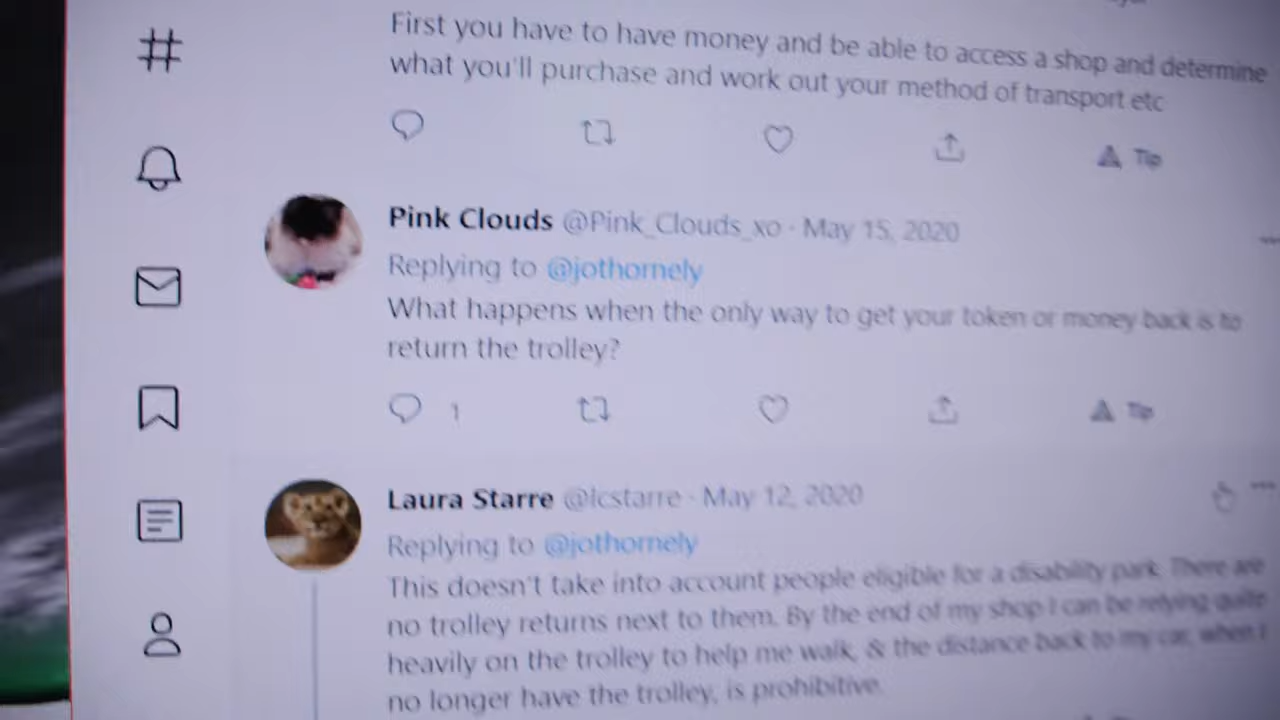 First you have to have money and be able to access a shop and determine
what you'll purchase and work out your method of transport etc
Tip
Pink Clouds @Pink_Clouds_xo · May 15, 2020
Replying to @jothornely
What happens when the only way to get your token or money back is to
return the trolley?
1
Tip
Laura Starre @lcstarre · May 12, 2020
Replying to @jothornely
This doesn't take into account people eligible for a disability park. There are
no trolley returns next to them. By the end of my shop I can be relying quite
heavily on the trolley to help me walk, & the distance back to my car, when I
no longer have the trolley, is prohibitive.